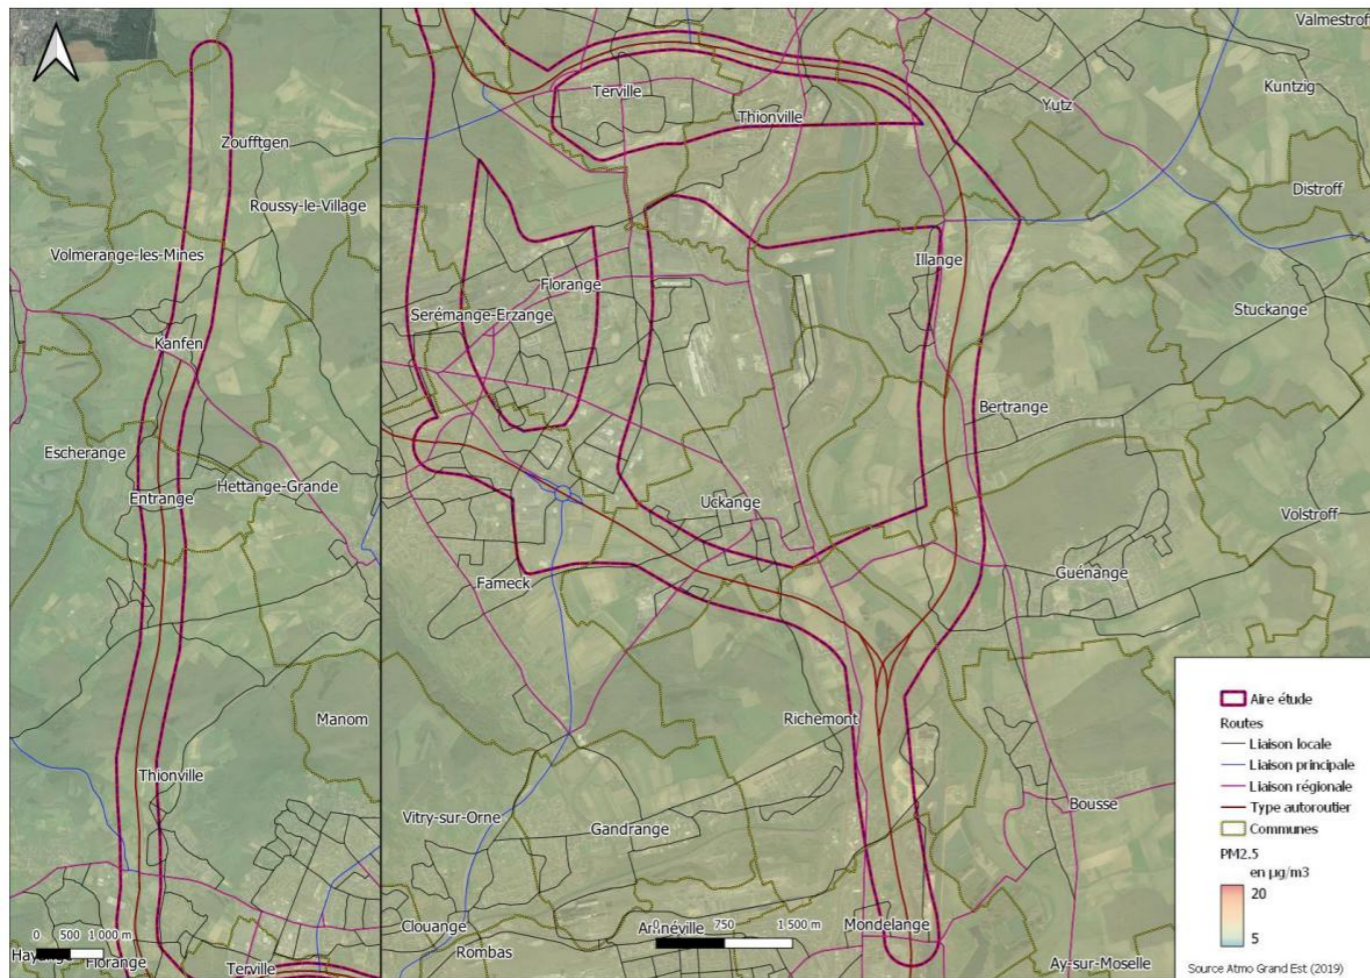 Valmestroff
Zoufftgen
Roussy-le-Village
Volmerange-les-Mines
Kanfen
Escherange
Entrange
Hettange-Grande
Manom
Thionville
0 500 1 000 m
Florange
Terville
Terville
Thionville
Yutz
Kuntzig
Distroff
Illange
Florange
Serémange-Erzange
Stuckange
Bertrange
Uckange
Volstroff
Fameck
Guénange
Richemont
Bousse
Vitry-sur-Orne
Gandrange
Clouange
Rombas
Mondelange
Ay-sur-Moselle
0 750 1 500 m
Aire étude
Routes
Liaison locale
Liaison principale
Liaison régionale
Type autoroutier
Communes
PM2.5
en µg/m3
20
5
Source Atmo Grand Est (2019)